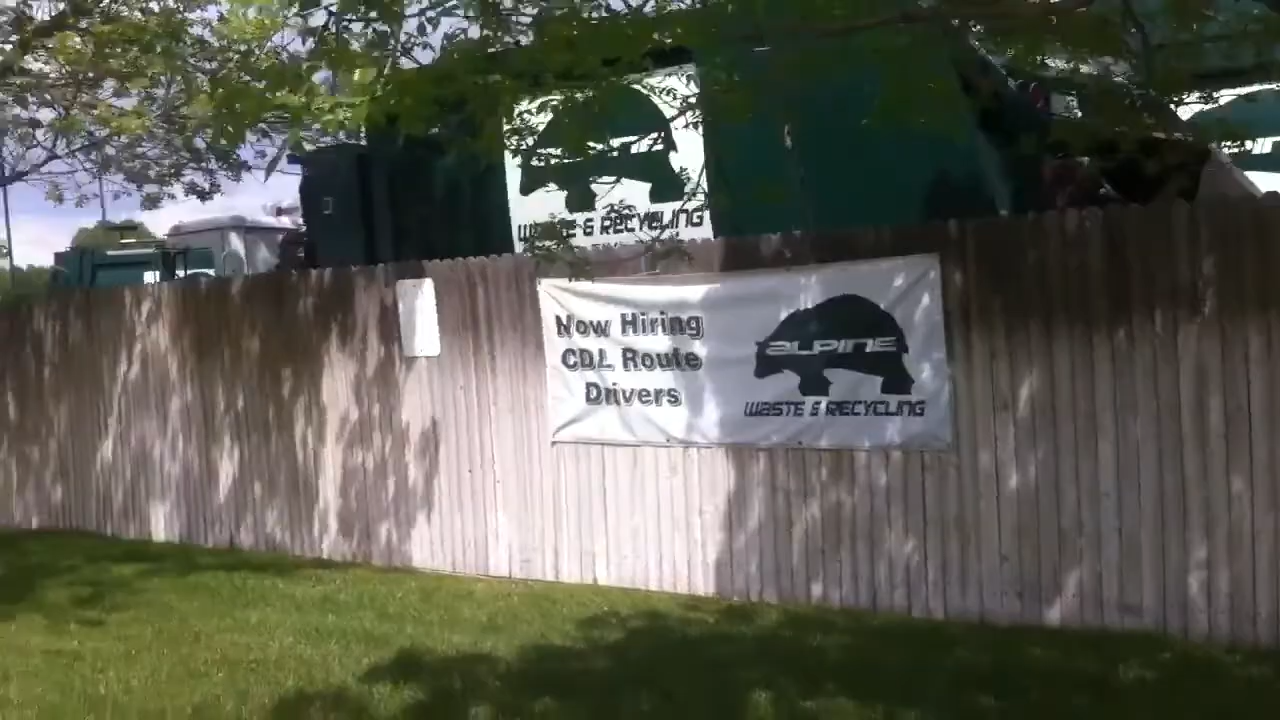 WASTE & RECYCLING
Now Hiring
CDL Route
Drivers
ALPINE
WASTE & RECYCLING